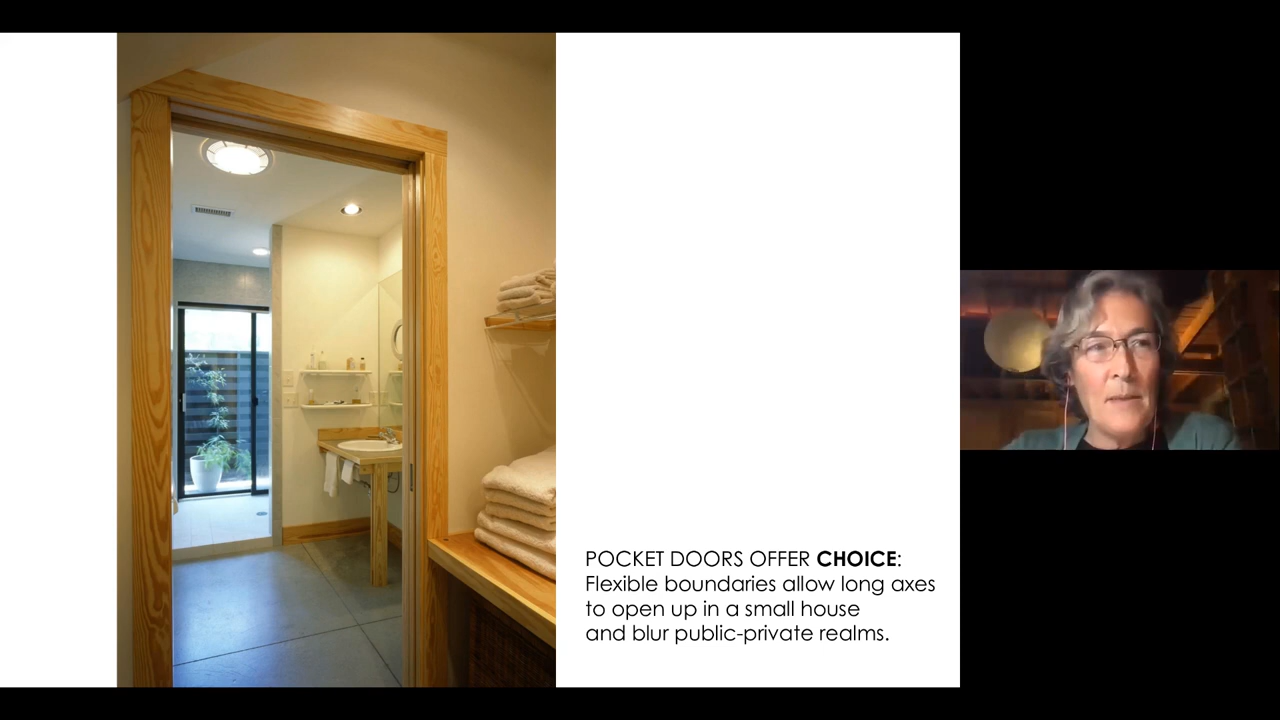 POCKET DOORS OFFER CHOICE:
Flexible boundaries allow long axes
to open up in a small house
and blur public-private realms.